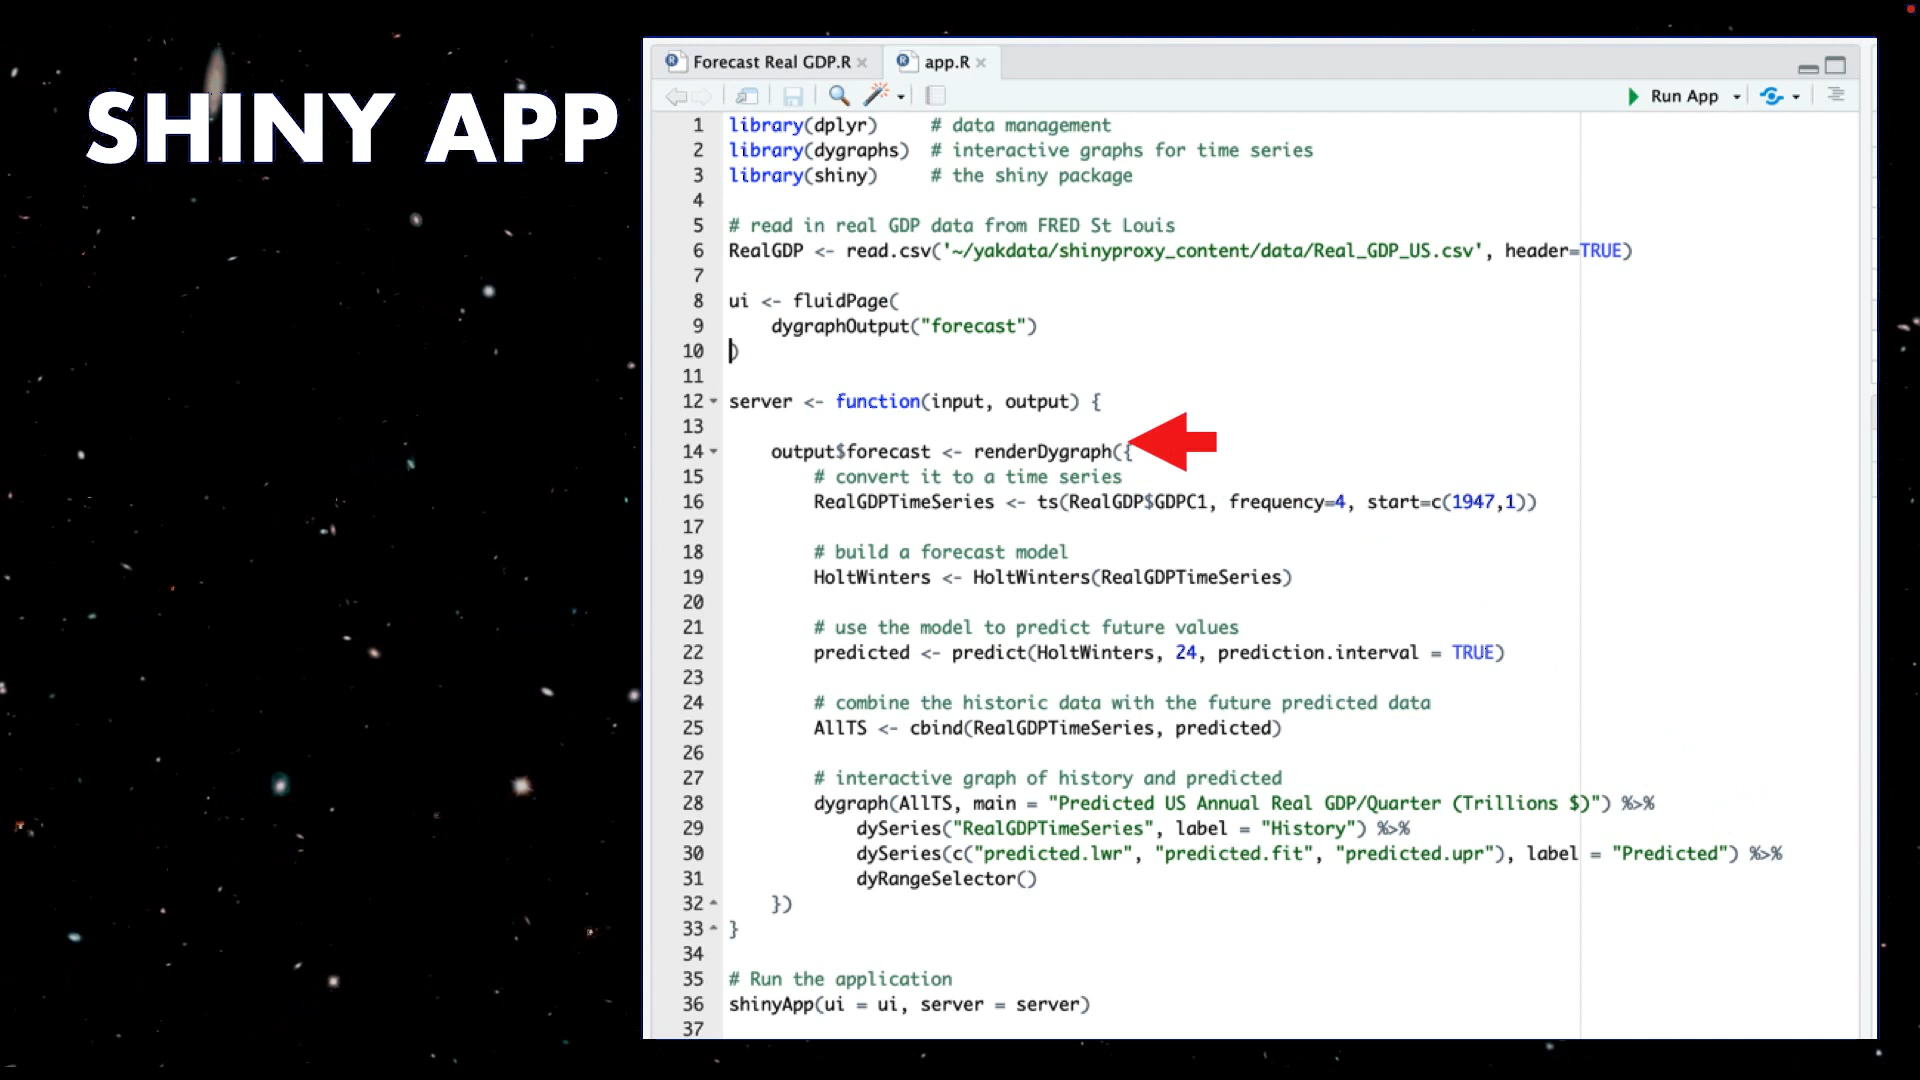 SHINY APP
Forecast Real GDP.R
app.R
Run App
1 library(dplyr)     # data management
2 library(dygraphs)  # interactive graphs for time series
3 library(shiny)     # the shiny package
4
5 # read in real GDP data from FRED St Louis
6 RealGDP <- read.csv('~/yakdata/shinyproxy_content/data/Real_GDP_US.csv', header=TRUE)
7
8 ui <- fluidPage(
9     dygraphOutput("forecast")
10 )
11
12 server <- function(input, output) {
13
14     output$forecast <- renderDygraph({
15         # convert it to a time series
16         RealGDPTimeSeries <- ts(RealGDP$GDPC1, frequency=4, start=c(1947,1))
17
18         # build a forecast model
19         HoltWinters <- HoltWinters(RealGDPTimeSeries)
20
21         # use the model to predict future values
22         predicted <- predict(HoltWinters, 24, prediction.interval = TRUE)
23
24         # combine the historic data with the future predicted data
25         AllTS <- cbind(RealGDPTimeSeries, predicted)
26
27         # interactive graph of history and predicted
28         dygraph(AllTS, main = "Predicted US Annual Real GDP/Quarter (Trillions $)") %>%
29             dySeries("RealGDPTimeSeries", label = "History") %>%
30             dySeries(c("predicted.lwr", "predicted.fit", "predicted.upr"), label = "Predicted") %>%
31             dyRangeSelector()
32     })
33 }
34
35 # Run the application
36 shinyApp(ui = ui, server = server)
37